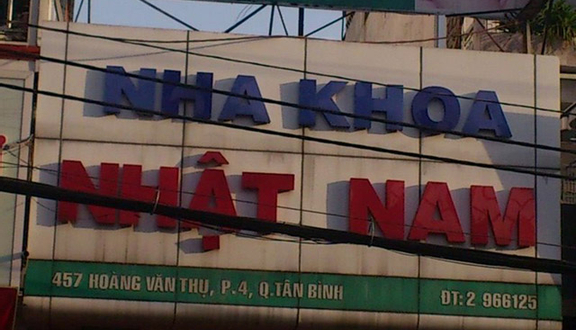 NHA KHOA
NHẬT NAM
457 HOÀNG VĂN THỤ, P.4, Q.TÂN BÌNH ĐT: 2 966125